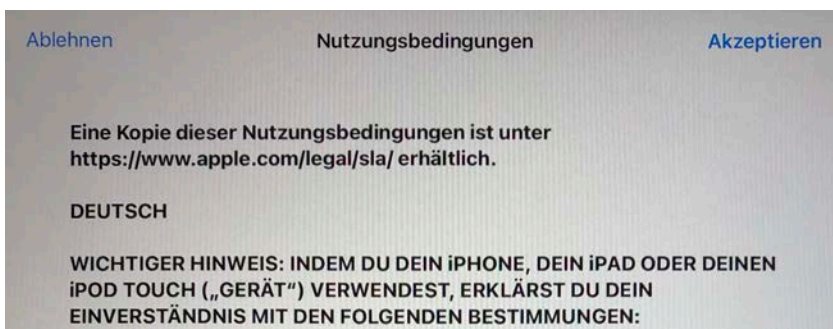 Ablehnen Nutzungsbedingungen Akzeptieren
Eine Kopie dieser Nutzungsbedingungen ist unter
https://www.apple.com/legal/sla/ erhältlich.
DEUTSCH
WICHTIGER HINWEIS: INDEM DU DEIN iPHONE, DEIN iPAD ODER DEINEN
iPOD TOUCH („GERÄT“) VERWENDEST, ERKLÄRST DU DEIN
EINVERSTÄNDNIS MIT DEN FOLGENDEN BESTIMMUNGEN: